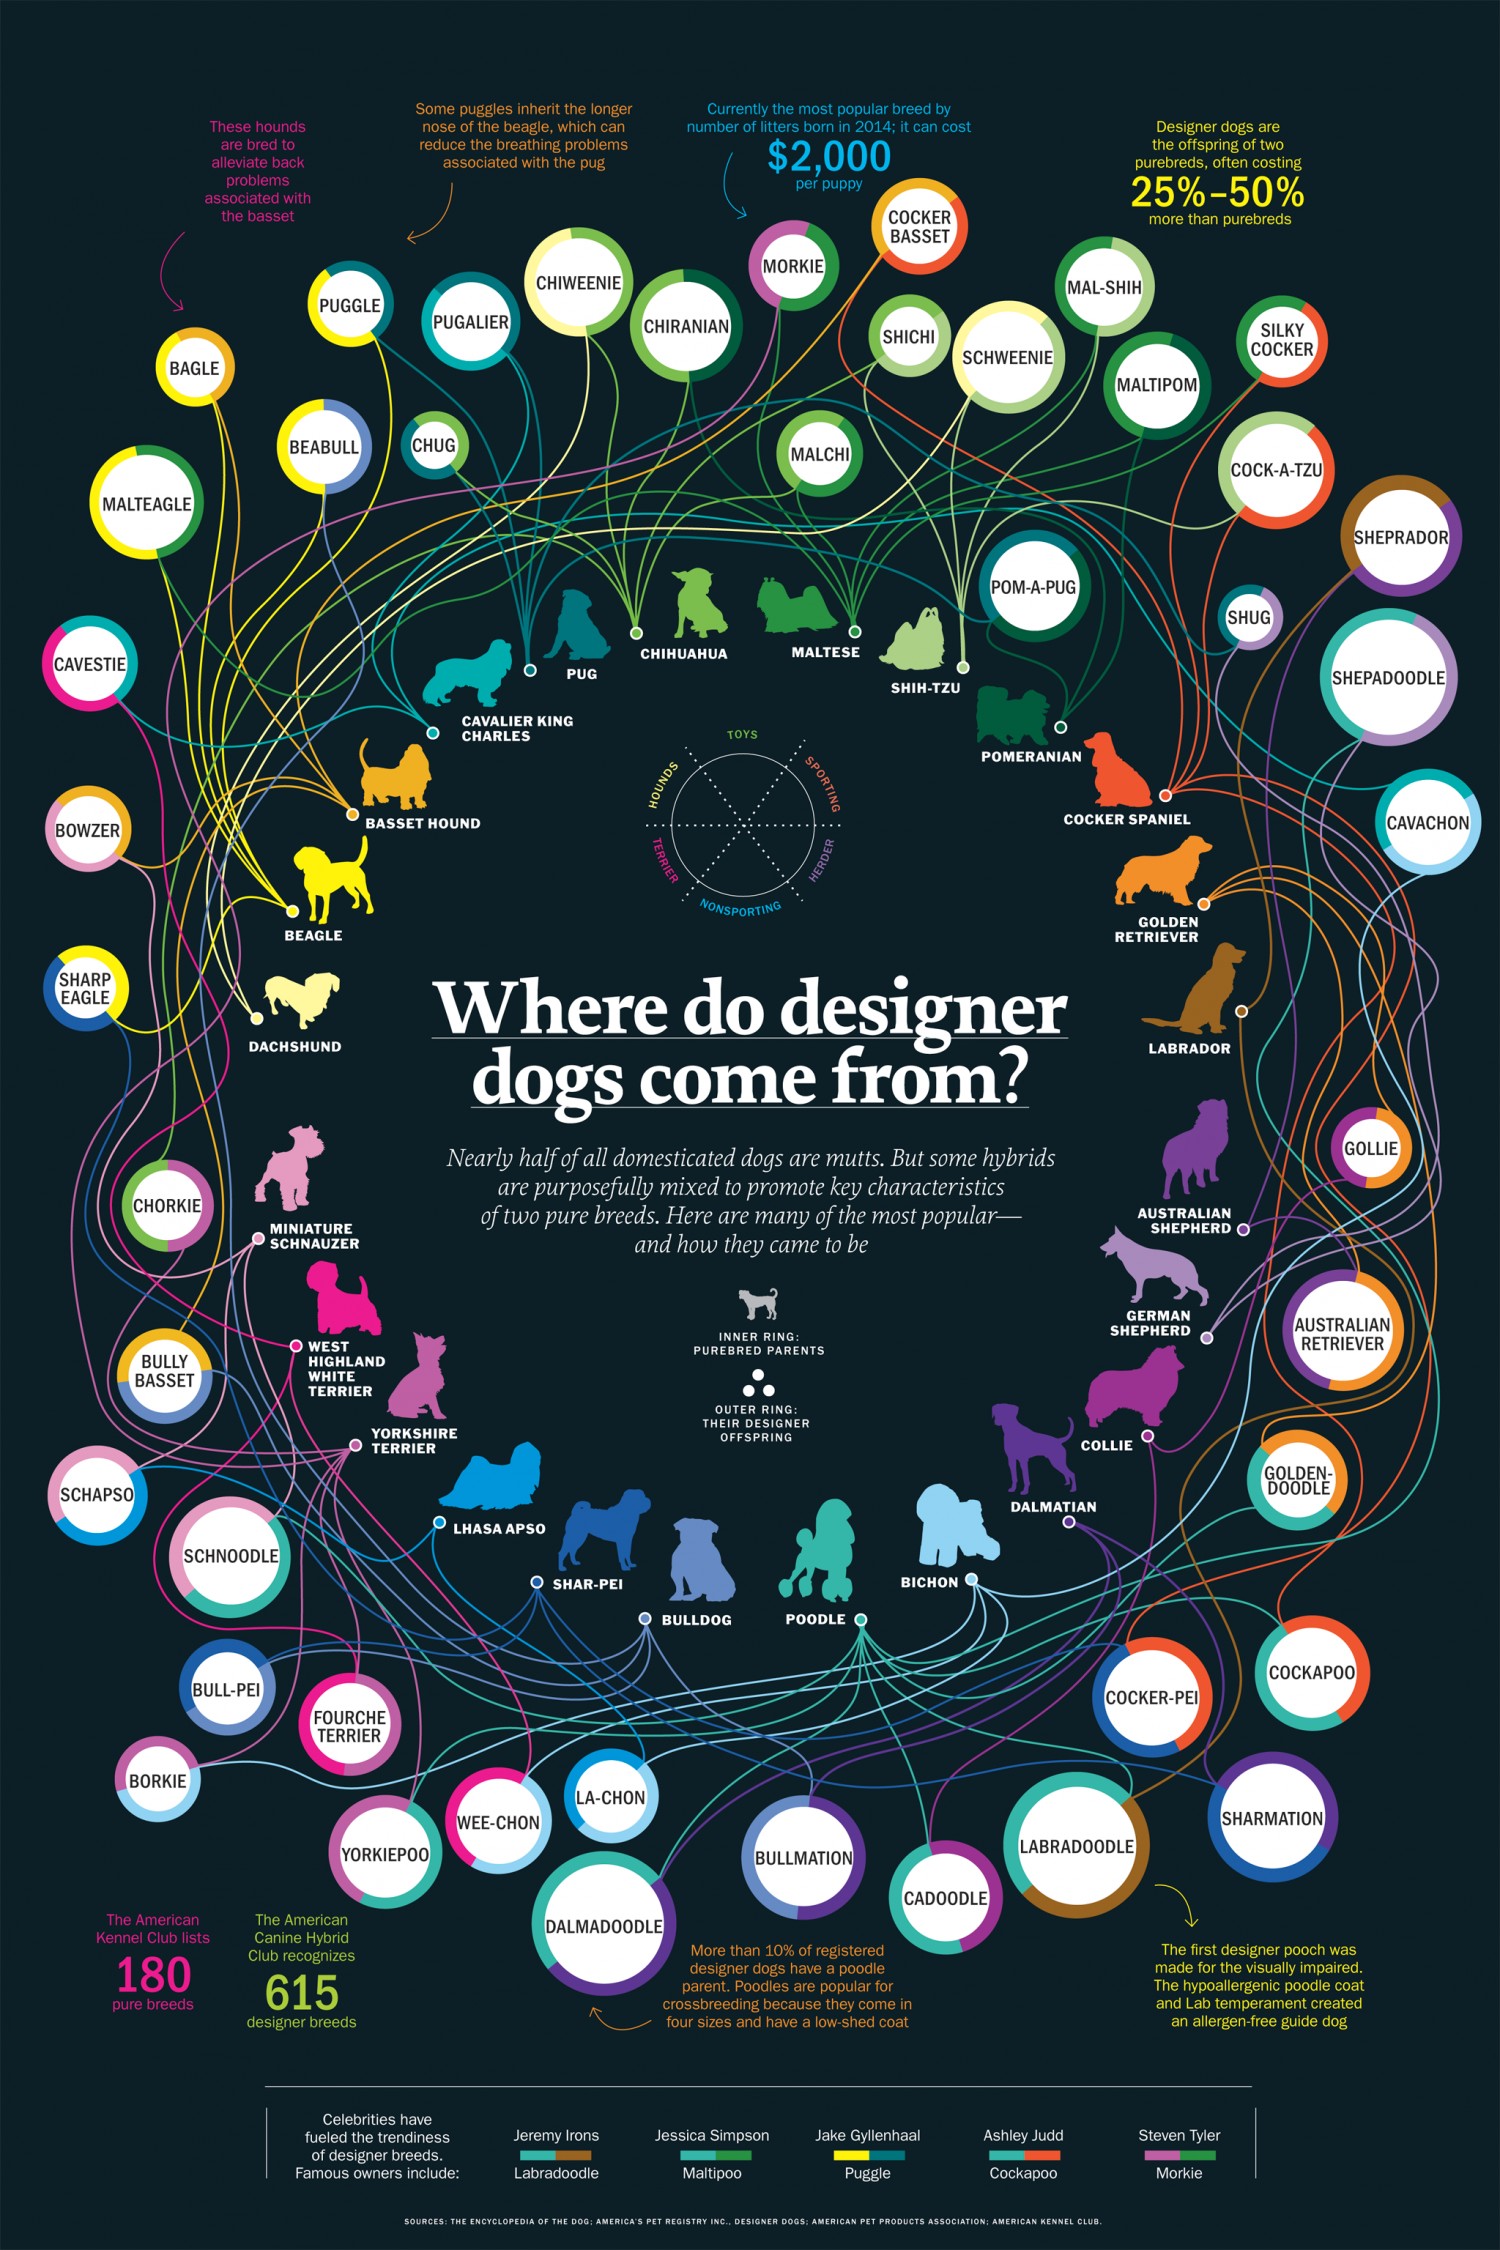 These hounds
are bred to
alleviate back
problems
associated with
the basset
Some puggles inherit the longer
nose of the beagle, which can
reduce the breathing problems
associated with the pug
Currently the most popular breed by
number of litters born in 2014; it can cost
$2,000
per puppy
Designer dogs are
the offspring of two
purebreds, often costing
25%–50%
more than purebreds
COCKER
BASSET
MORKIE
CHIWEENIE
MAL-SHIH
PUGGLE
PUGALIER
CHIRANIAN
SHICHI
SCHWEENIE
SILKY
COCKER
BAGLE
MALTIPOM
BEABULL
CHUG
MALCHI
COCK-A-TZU
MALTEAGLE
SHEPRADOR
POM-A-PUG
SHUG
CAVESTIE
SHEPADOODLE
CHIHUAHUA
MALTESE
PUG
SHIH-TZU
CAVALIER KING
CHARLES
POMERANIAN
TOYS
HOUNDS
SPORTING
TERRIER
HERDER
NONSPORTING
BASSET HOUND
COCKER SPANIEL
BOWZER
CAVACHON
BEAGLE
GOLDEN
RETRIEVER
SHARP
EAGLE
DACHSHUND
LABRADOR
Where do designer
dogs come from?
Nearly half of all domesticated dogs are mutts. But some hybrids
are purposefully mixed to promote key characteristics
of two pure breeds. Here are many of the most popular—
and how they came to be
GOLLIE
CHORKIE
MINIATURE
SCHNAUZER
AUSTRALIAN
SHEPHERD
INNER RING:
PUREBRED PARENTS
OUTER RING:
THEIR DESIGNER
OFFSPRING
GERMAN
SHEPHERD
AUSTRALIAN
RETRIEVER
BULLY
BASSET
WEST
HIGHLAND
WHITE
TERRIER
YORKSHIRE
TERRIER
COLLIE
SCHAPSO
GOLDEN-
DOODLE
DALMATIAN
LHASA APSO
SCHNOODLE
SHAR-PEI
BULLDOG
POODLE
BICHON
BULL-PEI
FOURCHE
TERRIER
COCKER-PEI
COCKAPOO
BORKIE
YORKIEPOO
WEE-CHON
LA-CHON
BULLMATION
LABRADOODLE
SHARMATION
DALMADOODLE
CADOODLE
The American
Kennel Club lists
180
pure breeds
The American
Canine Hybrid
Club recognizes
615
designer breeds
More than 10% of registered
designer dogs have a poodle
parent. Poodles are popular for
crossbreeding because they come in
four sizes and have a low-shed coat
The first designer pooch was
made for the visually impaired.
The hypoallergenic poodle coat
and Lab temperament created
an allergen-free guide dog
Celebrities have
fueled the trendiness
of designer breeds.
Famous owners include:
Jeremy Irons
Labradoodle
Jessica Simpson
Maltipoo
Jake Gyllenhaal
Puggle
Ashley Judd
Cockapoo
Steven Tyler
Morkie
SOURCES: THE ENCYCLOPEDIA OF THE DOG; AMERICA'S PET REGISTRY INC., DESIGNER DOGS; AMERICAN PET PRODUCTS ASSOCIATION; AMERICAN KENNEL CLUB.